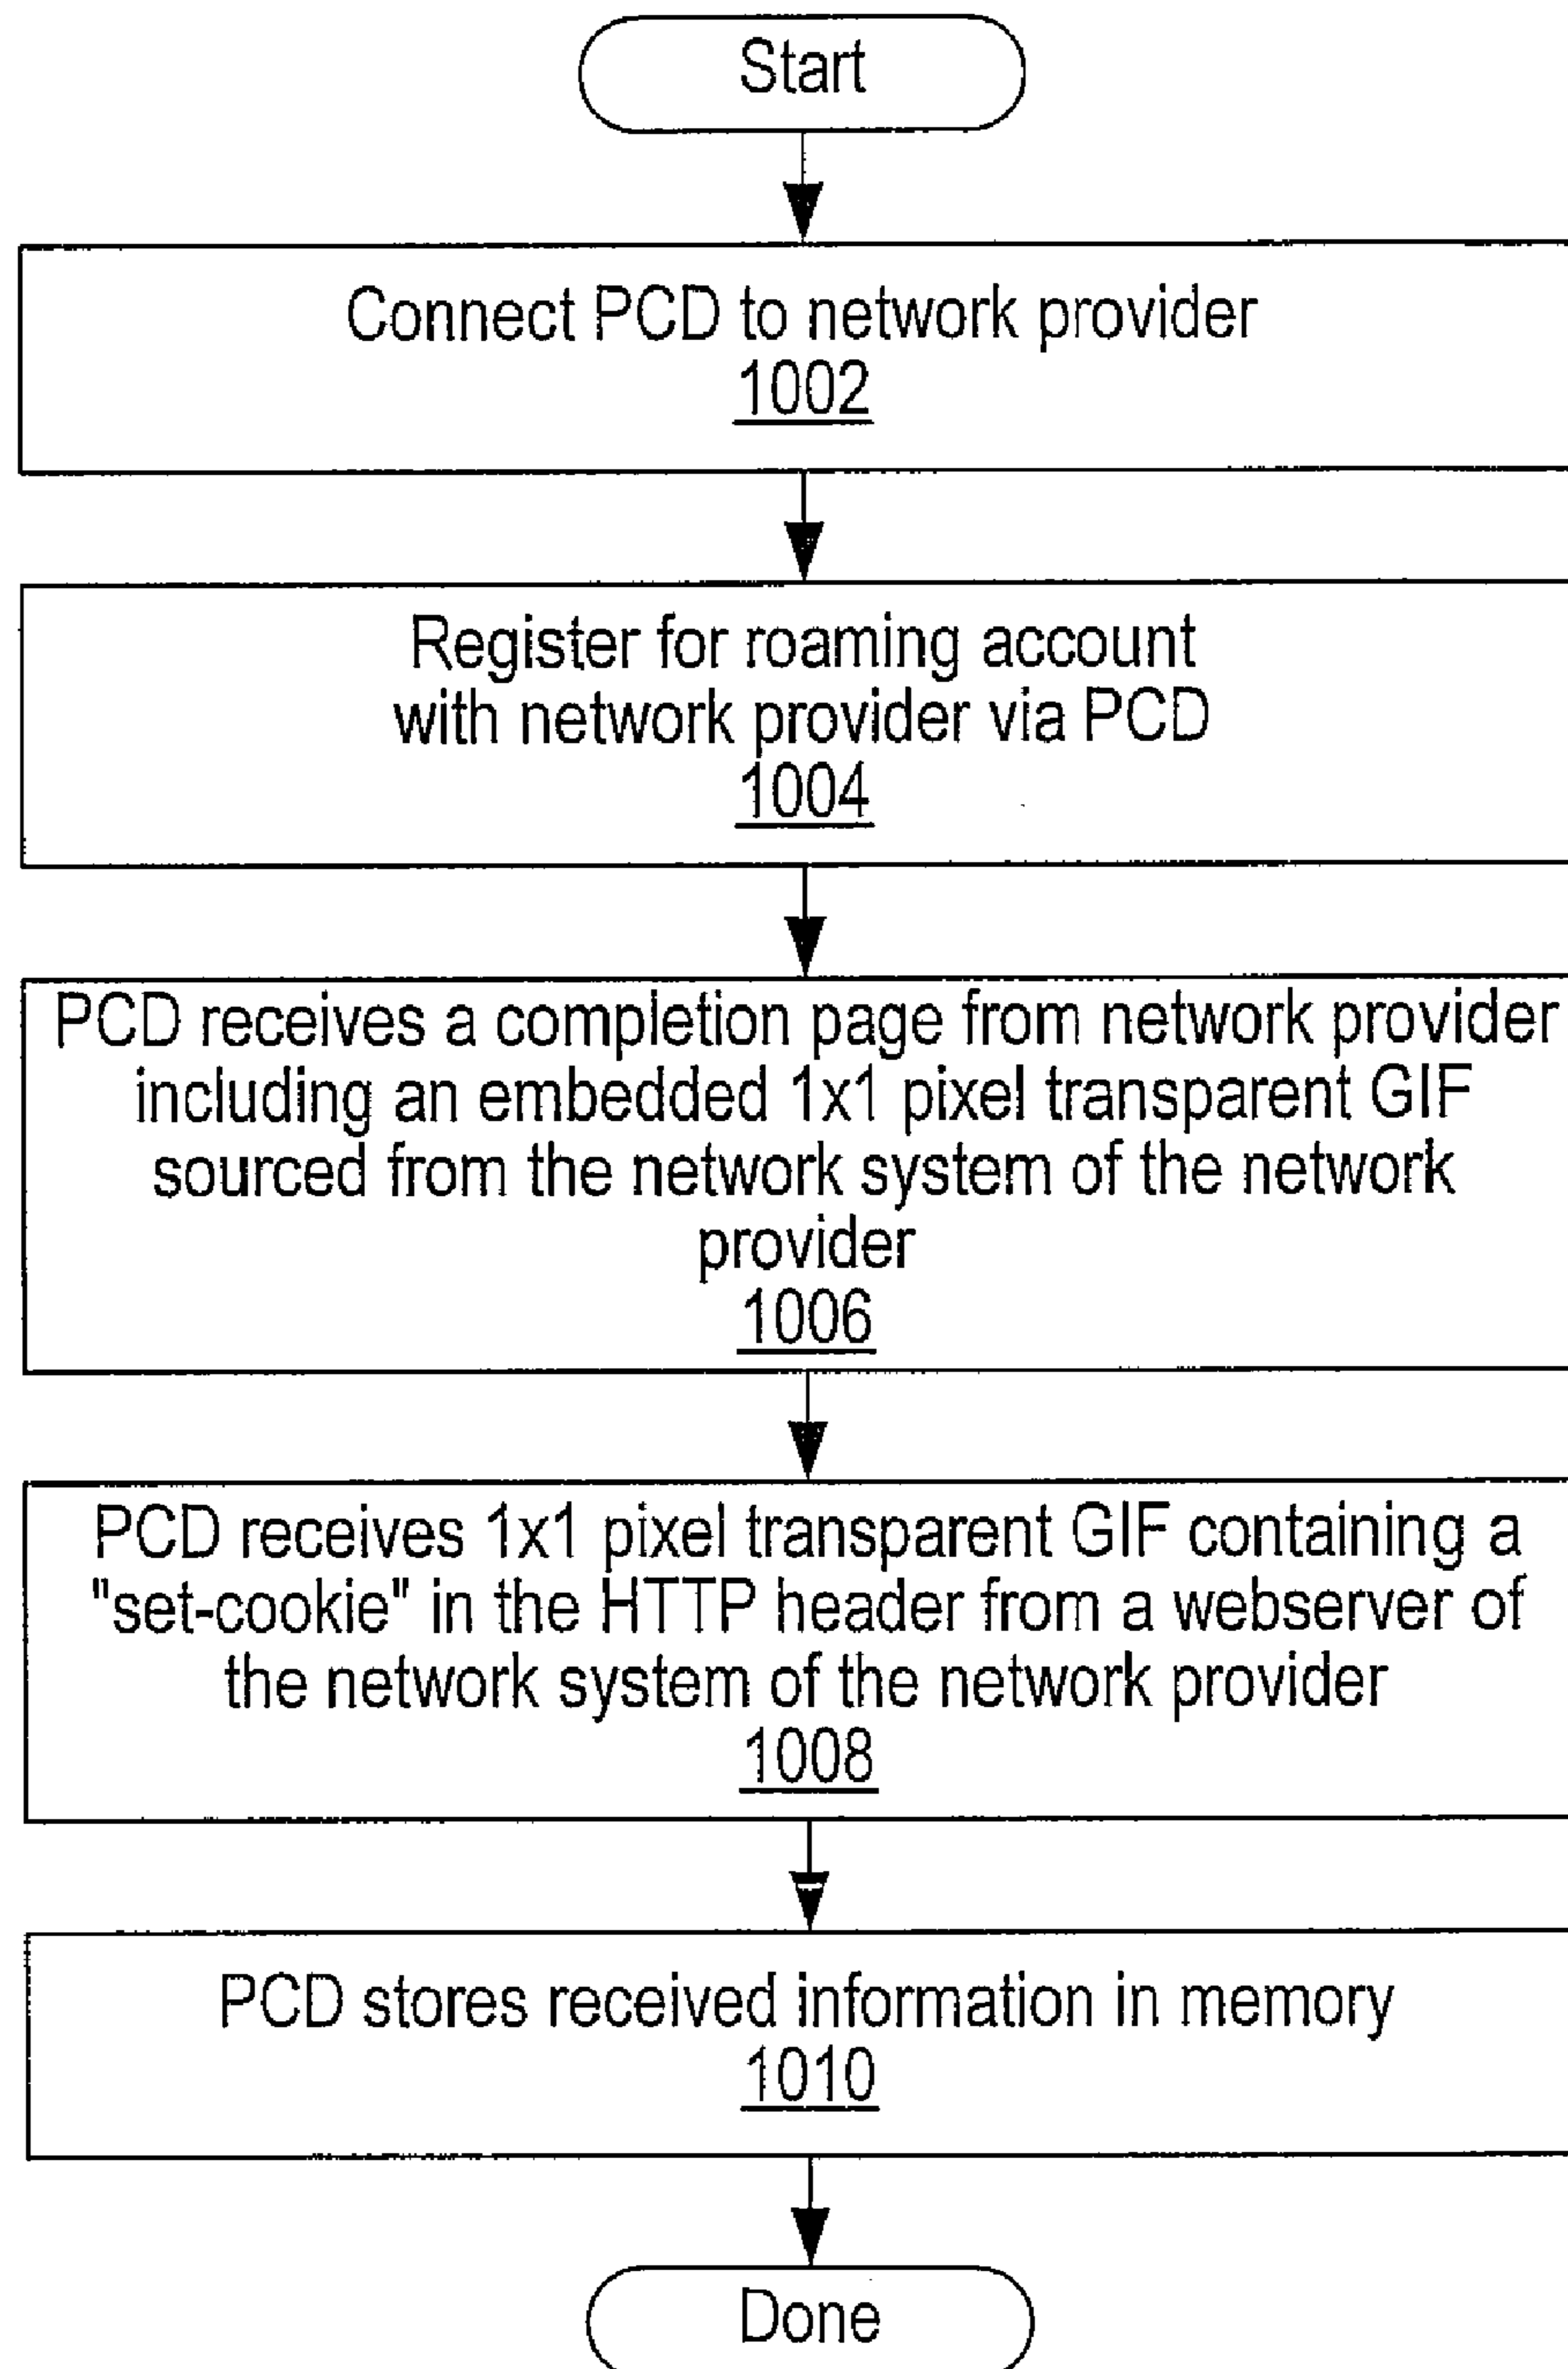 Start
Connect PCD to network provider
1002
Register for roaming account
with network provider via PCD
1004
PCD receives a completion page from network provider
including an embedded 1x1 pixel transparent GIF
sourced from the network system of the network
provider
1006
PCD receives 1x1 pixel transparent GIF containing a
"set-cookie" in the HTTP header from a webserver of
the network system of the network provider
1008
PCD stores received information in memory
1010
Done